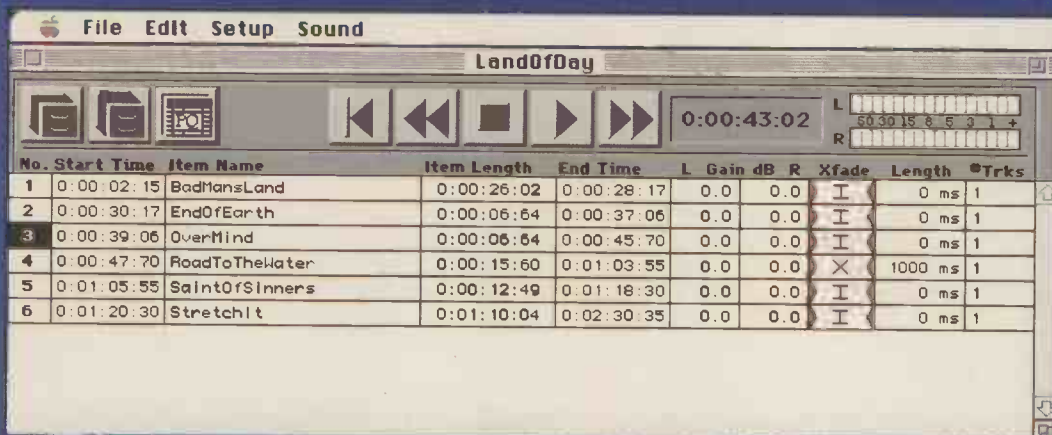 File Edit Setup Sound
LandOfDay
0:00:43:02
L
60 30 15 8 5 3 1 +
R
No. Start Time Item Name Item Length End Time L Gain dB R Xfade Length #Trks
1 0:00:02:15 BadMansLand 0:00:26:02 0:00:28:17 0.0 0.0 0 ms 1
2 0:00:30:17 EndOfEarth 0:00:06:64 0:00:37:06 0.0 0.0 0 ms 1
3 0:00:39:06 OverMind 0:00:06:64 0:00:45:70 0.0 0.0 0 ms 1
4 0:00:47:70 RoadToTheWater 0:00:15:60 0:01:03:55 0.0 0.0 1000 ms 1
5 0:01:05:55 SaintOfSinners 0:00:12:49 0:01:18:30 0.0 0.0 0 ms 1
6 0:01:20:30 StretchIt 0:01:10:04 0:02:30:35 0.0 0.0 0 ms 1